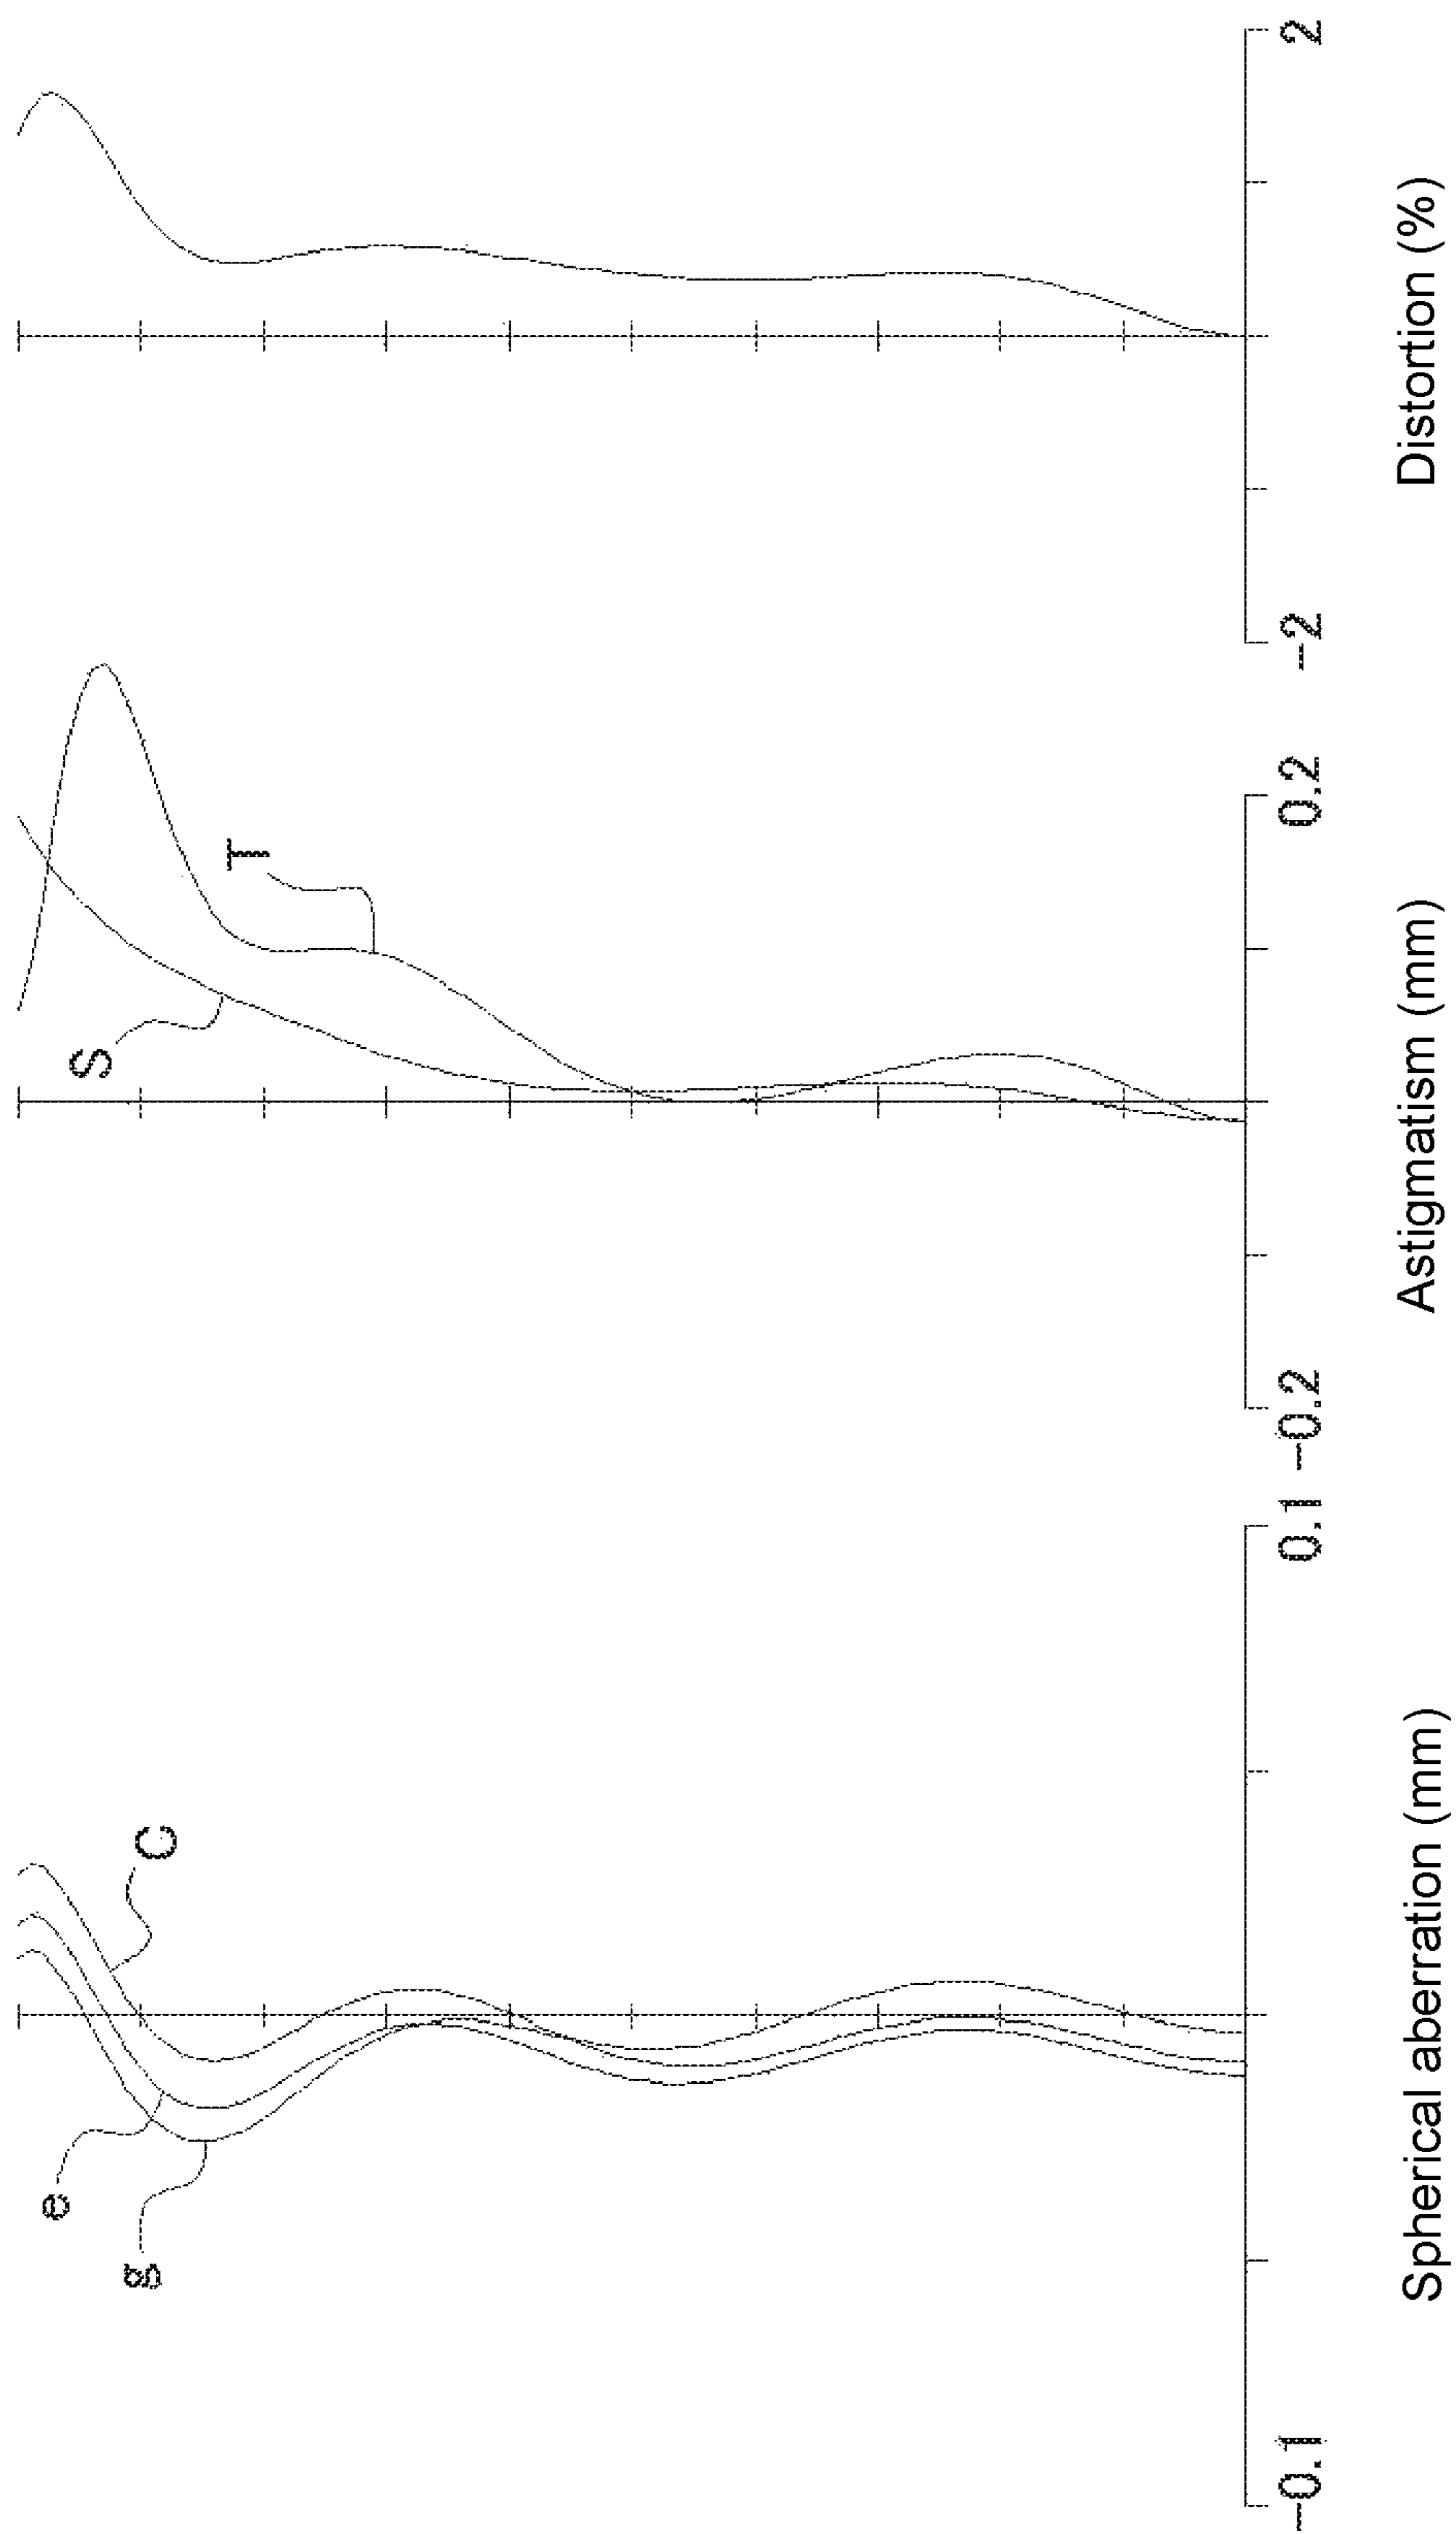 g
e
C
-0.1
0.1
Spherical aberration (mm)
S
T
-0.2
0.2
Astigmatism (mm)
-2
2
Distortion (%)